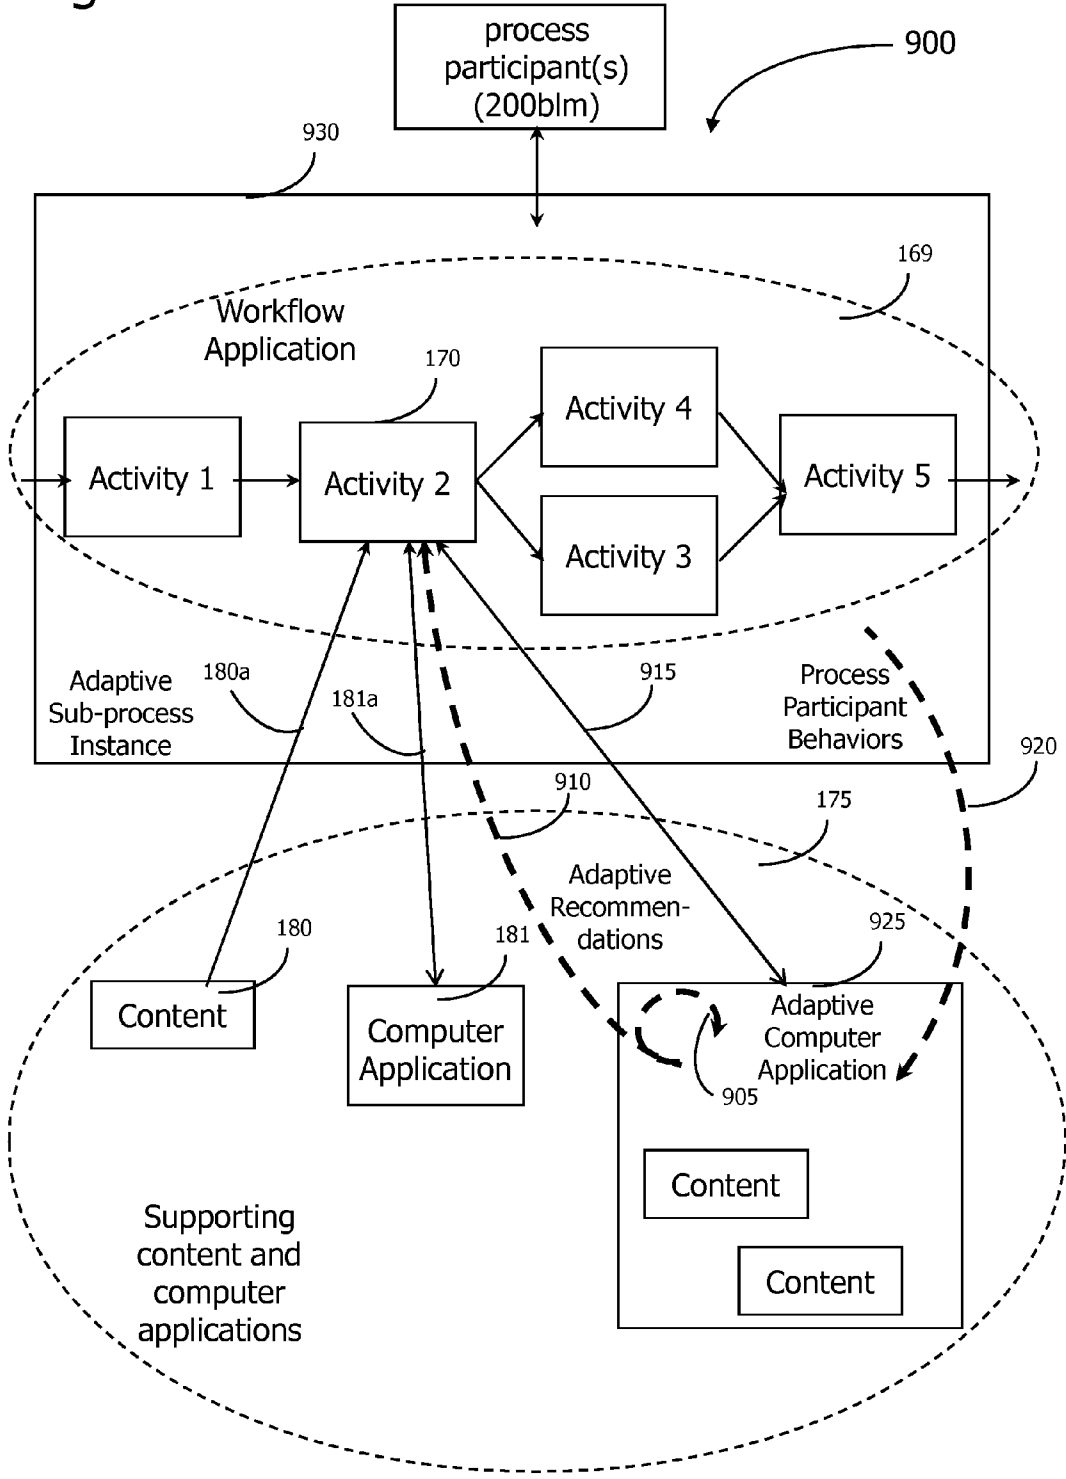 process
participant(s)
(200blm)
900
930
169
Workflow
Application
170
Activity 4
Activity 1
Activity 2
Activity 5
Activity 3
Adaptive
Sub-process
Instance
180a
181a
915
Process
Participant
Behaviors
920
910
175
Adaptive
Recommen-
dations
180
181
925
Content
Computer
Application
Adaptive
Computer
Application
905
Content
Content
Supporting
content and
computer
applications